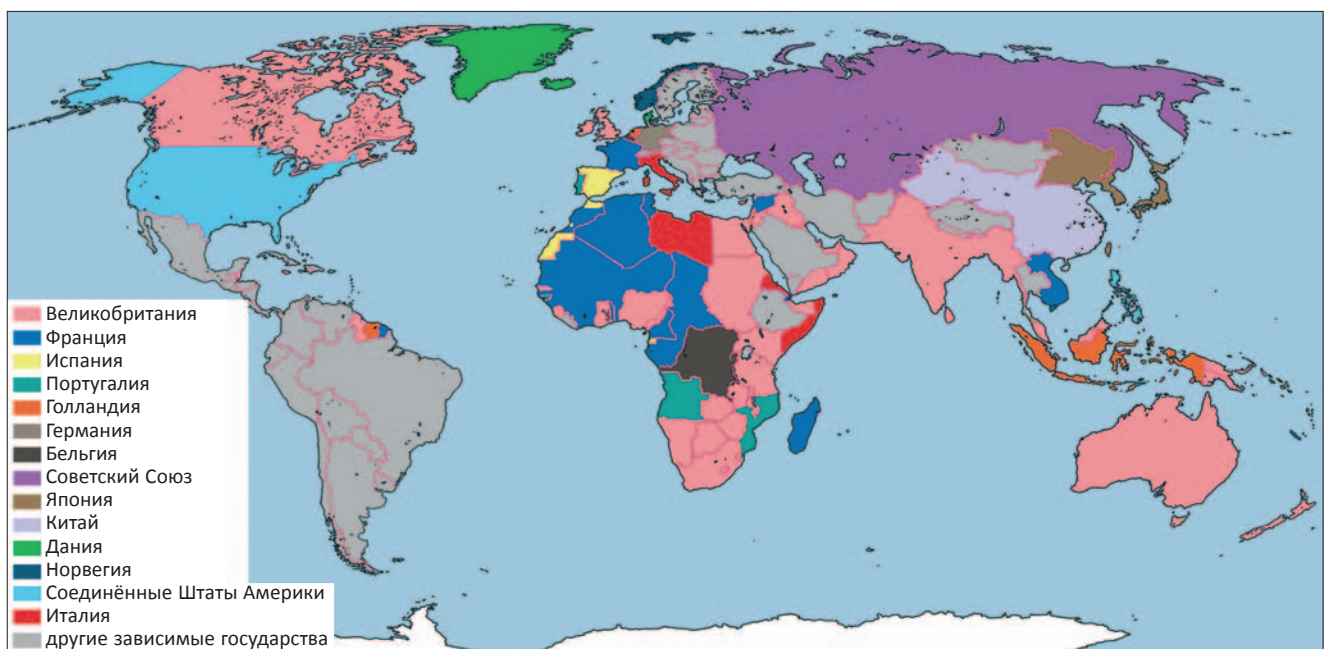 Великобритания
Франция
Испания
Португалия
Голландия
Германия
Бельгия
Советский Союз
Япония
Китай
Дания
Норвегия
Соединённые Штаты Америки
Италия
другие зависимые государства